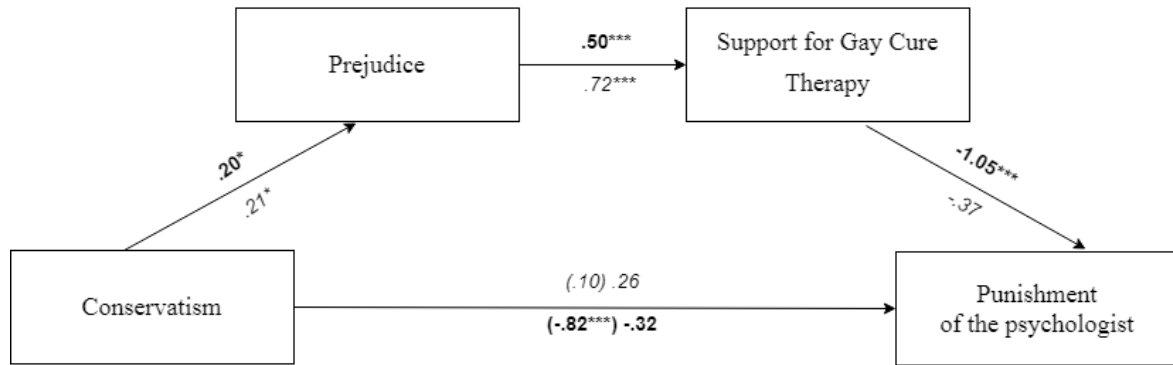 Prejudice
.50***
.72***
Support for Gay Cure
Therapy
.20*
.21*
-1.05***
-.37
Conservatism
(.10) .26
(-.82***) -.32
Punishment
of the psychologist